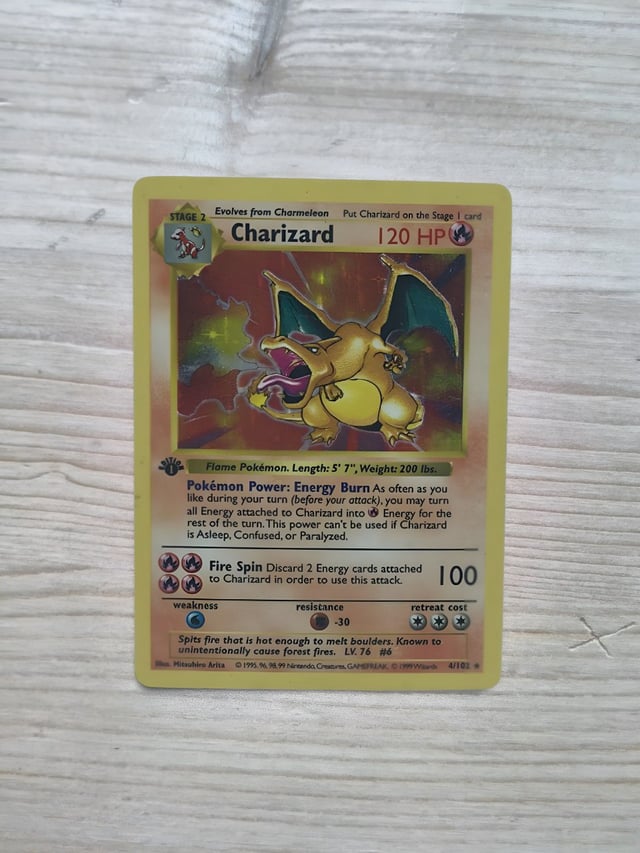 STAGE 2 Evolves from Charmeleon Put Charizard on the Stage 1 card
Charizard 120 HP
Flame Pokémon. Length: 5' 7", Weight: 200 lbs.
1
Pokémon Power: Energy Burn As often as you
like during your turn (before your attack), you may turn
all Energy attached to Charizard into Energy for the
rest of the turn. This power can't be used if Charizard
is Asleep, Confused, or Paralyzed.
Fire Spin Discard 2 Energy cards attached
to Charizard in order to use this attack. 100
weakness resistance retreat cost
-30
Spits fire that is hot enough to melt boulders. Known to
unintentionally cause forest fires. LV. 76 #6
Illus. Mitsuhiro Arita © 1995, 96, 98, 99 Nintendo, Creatures, GAMEFREAK. © 1999 Wizards 4/102 ★